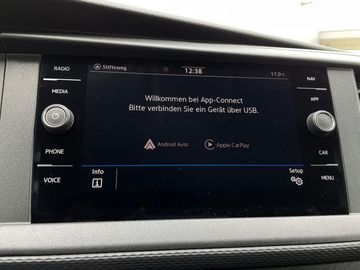 RADIO
Stiftsweg
12:38
17.0°C
NAV
MEDIA
APP
Willkommen bei App-Connect
Bitte verbinden Sie ein Gerät über USB.
Android Auto
Apple CarPlay
PHONE
CAR
Info
Setup
VOICE
MENU